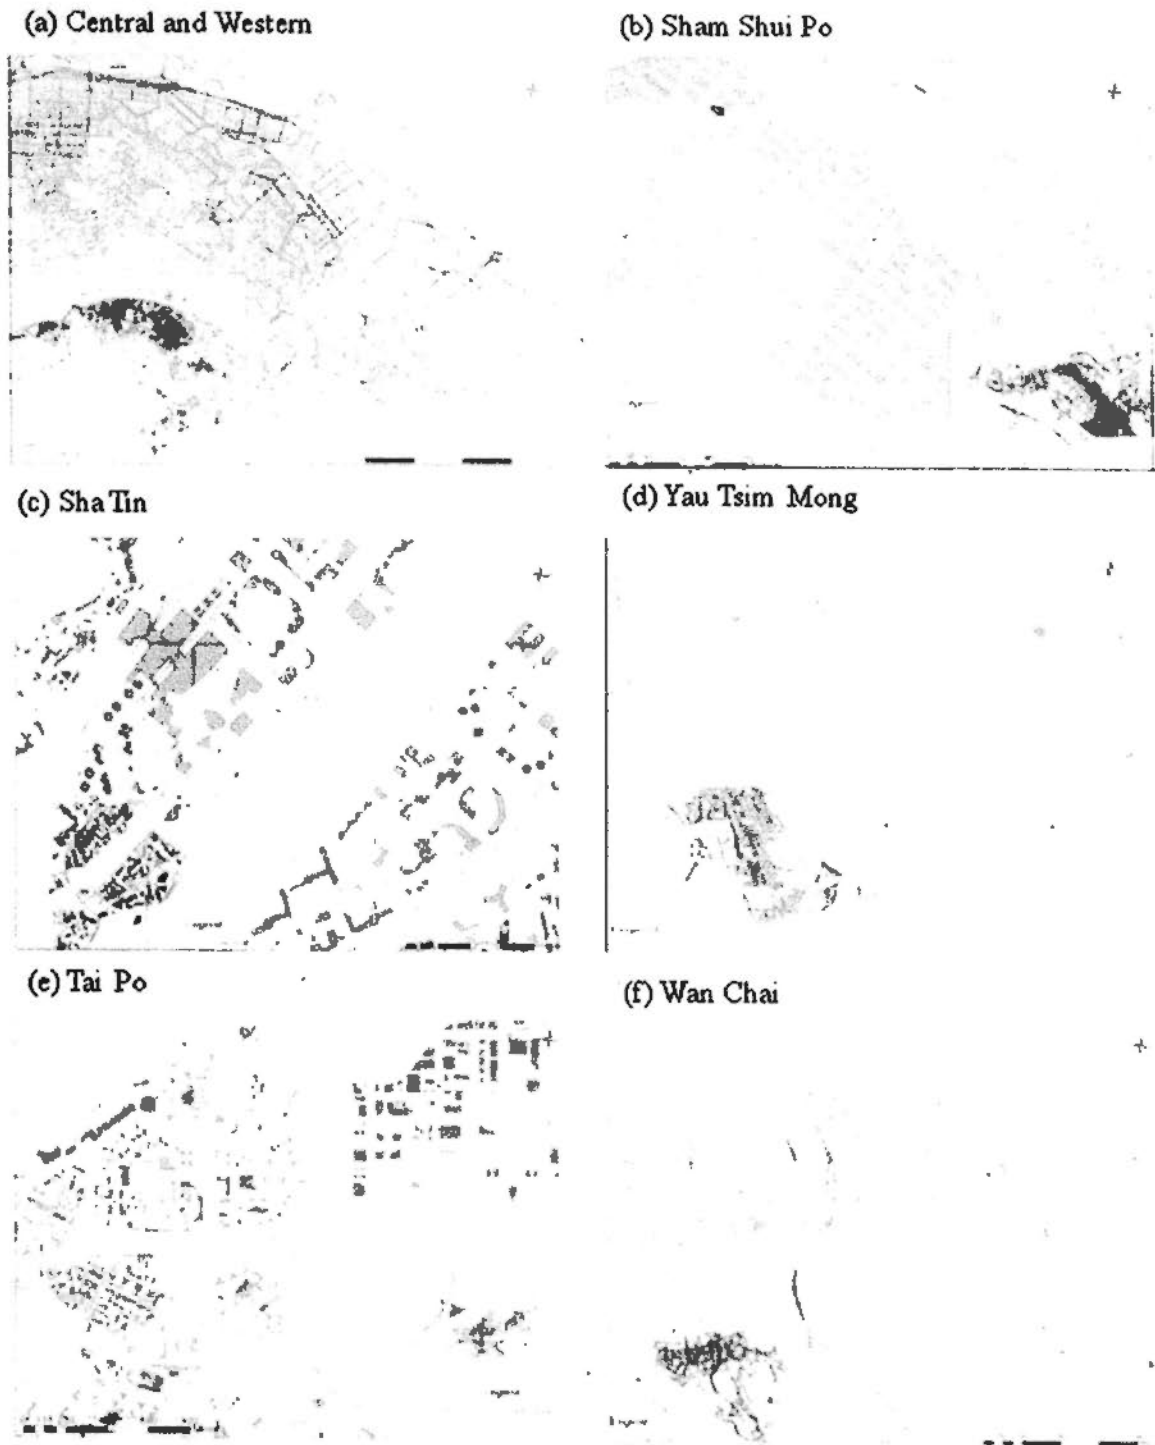 (a) Central and Western
(b) Sham Shui Po
(c) Sha Tin
(d) Yau Tsim Mong
(e) Tai Po
(f) Wan Chai